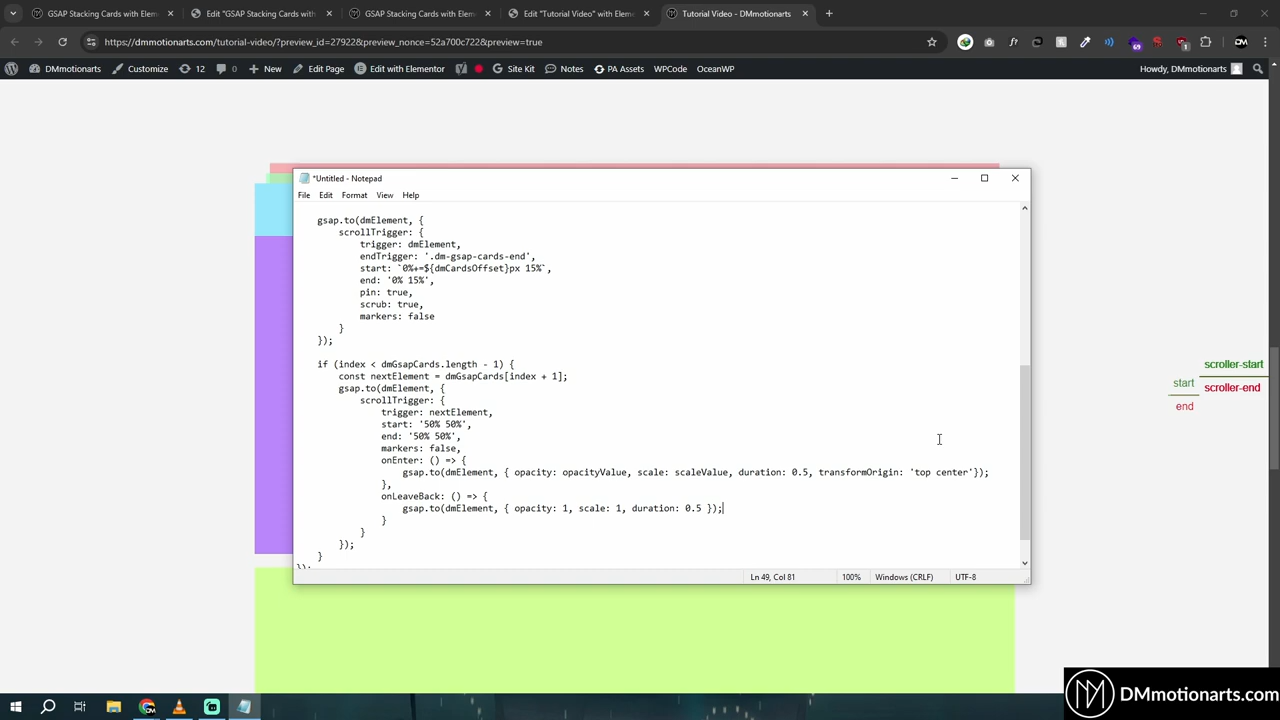 GSAP Stacking Cards with Elem
Edit "GSAP Stacking Cards with
GSAP Stacking Cards with Elem
Edit "Tutorial Video" with Eleme
Tutorial Video - DMmotionarts
https://dmmotionarts.com/tutorial-video/?preview_id=27922&preview_nonce=52a700c722&preview=true
DMmotionarts
Customize
12
0
New
Edit Page
Edit with Elementor
Site Kit
Notes
PA Assets
WPCode
OceanWP
Howdy, DMmotionarts
*Untitled - Notepad
File Edit Format View Help
gsap.to(dmElement, {
scrollTrigger: {
trigger: dmElement,
endTrigger: '.dm-gsap-cards-end',
start: `0%+=${dmCardsOffset}px 15%`,
end: '0% 15%',
pin: true,
scrub: true,
markers: false
}
});
if (index < dmGsapCards.length - 1) {
const nextElement = dmGsapCards[index + 1];
gsap.to(dmElement, {
scrollTrigger: {
trigger: nextElement,
start: '50% 50%',
end: '50% 50%',
markers: false,
onEnter: () => {
gsap.to(dmElement, { opacity: opacityValue, scale: scaleValue, duration: 0.5, transformOrigin: 'top center'});
},
onLeaveBack: () => {
gsap.to(dmElement, { opacity: 1, scale: 1, duration: 0.5 });
}
}
});
}
});
Ln 49, Col 81
100%
Windows (CRLF)
UTF-8
scroller-start
start
scroller-end
end
DMmotionarts.com